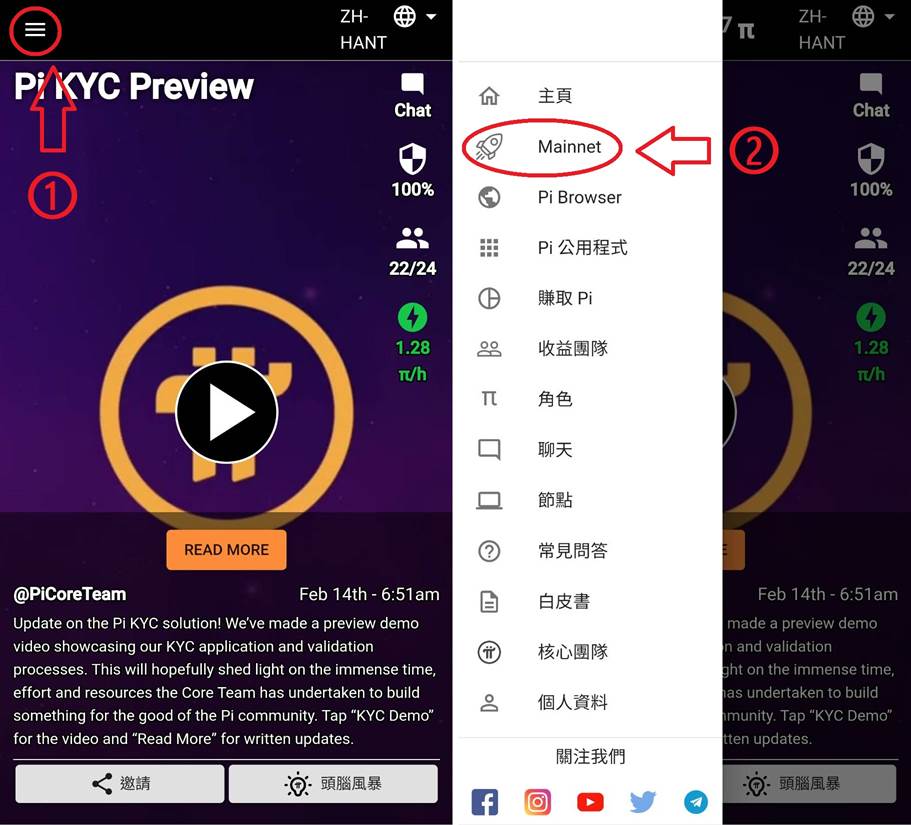 ZH-
HANT
Pi KYC Preview
Chat
100%
22/24
1.28
π/h
①
READ MORE
@PiCoreTeam
Feb 14th - 6:51am
Update on the Pi KYC solution! We've made a preview demo
video showcasing our KYC application and validation
processes. This will hopefully shed light on the immense time,
effort and resources the Core Team has undertaken to build
something for the good of the Pi community. Tap “KYC Demo”
for the video and “Read More” for written updates.
邀請
頭腦風暴
主頁
Mainnet
②
Pi Browser
Pi 公用程式
賺取 Pi
收益團隊
π
角色
聊天
節點
常見問答
白皮書
核心團隊
個人資料
關注我們
7 π
ZH-
HANT
Chat
100%
22/24
1.28
π/h
E
Feb 14th - 6:51am
made a preview demo
n and validation
ght on the immense time,
has undertaken to build
mmunity. Tap “KYC Demo”
tten updates.
頭腦風暴